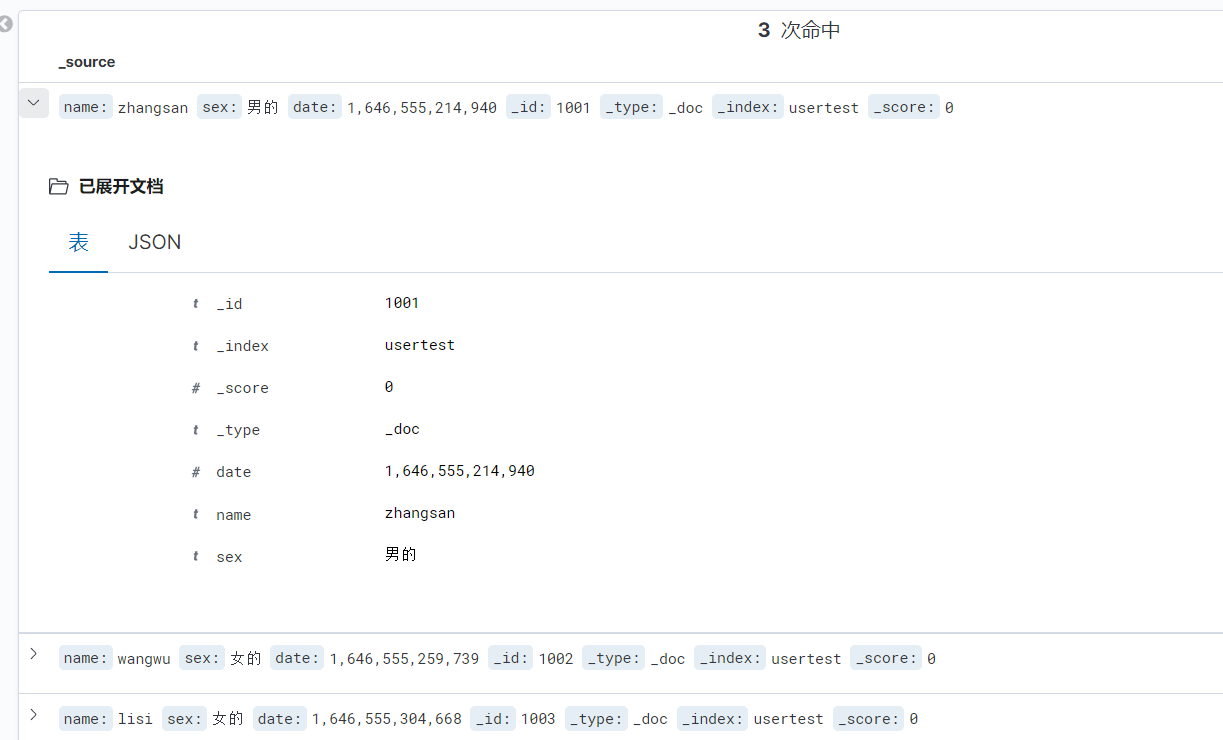 3 次命中
_source
name: zhangsan sex: 男的 date: 1,646,555,214,940 _id: 1001 _type: _doc _index: usertest _score: 0
已展开文档
表 JSON
t _id 1001
t _index usertest
# _score 0
t _type _doc
# date 1,646,555,214,940
t name zhangsan
t sex 男的
name: wangwu sex: 女的 date: 1,646,555,259,739 _id: 1002 _type: _doc _index: usertest _score: 0
name: lisi sex: 女的 date: 1,646,555,304,668 _id: 1003 _type: _doc _index: usertest _score: 0